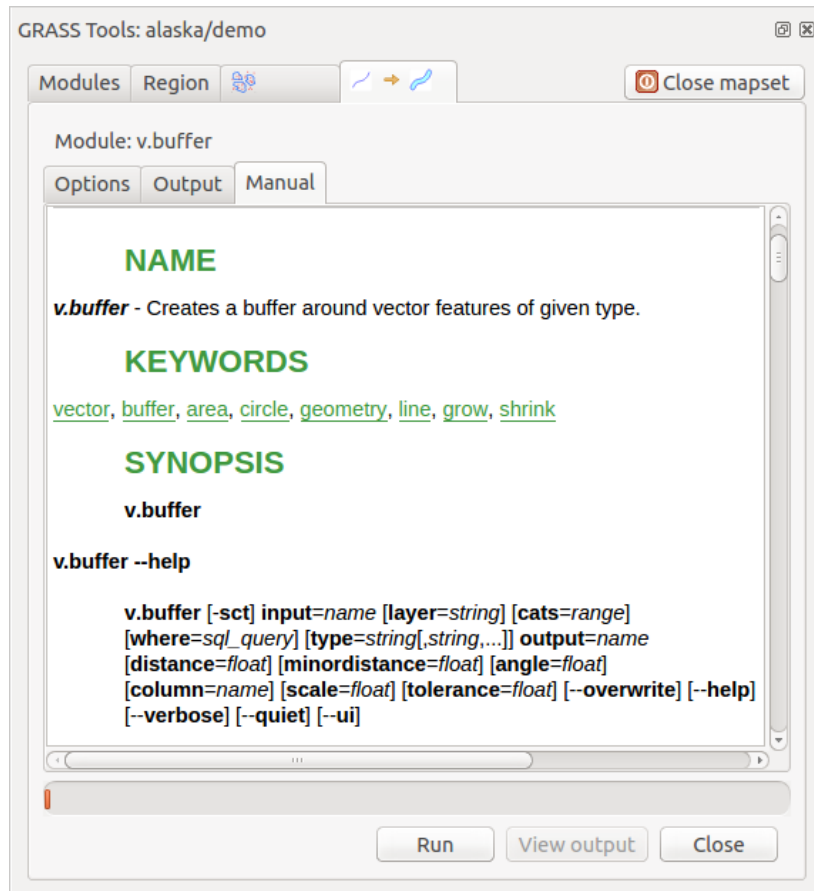 GRASS Tools: alaska/demo
Modules Region Close mapset
Module: v.buffer
Options Output Manual
NAME
v.buffer - Creates a buffer around vector features of given type.
KEYWORDS
vector, buffer, area, circle, geometry, line, grow, shrink
SYNOPSIS
v.buffer
v.buffer --help
v.buffer [-sct] input=name [layer=string] [cats=range]
[where=sql_query] [type=string[,string,...]] output=name
[distance=float] [minordistance=float] [angle=float]
[column=name] [scale=float] [tolerance=float] [--overwrite] [--help]
[--verbose] [--quiet] [--ui]
Run View output Close